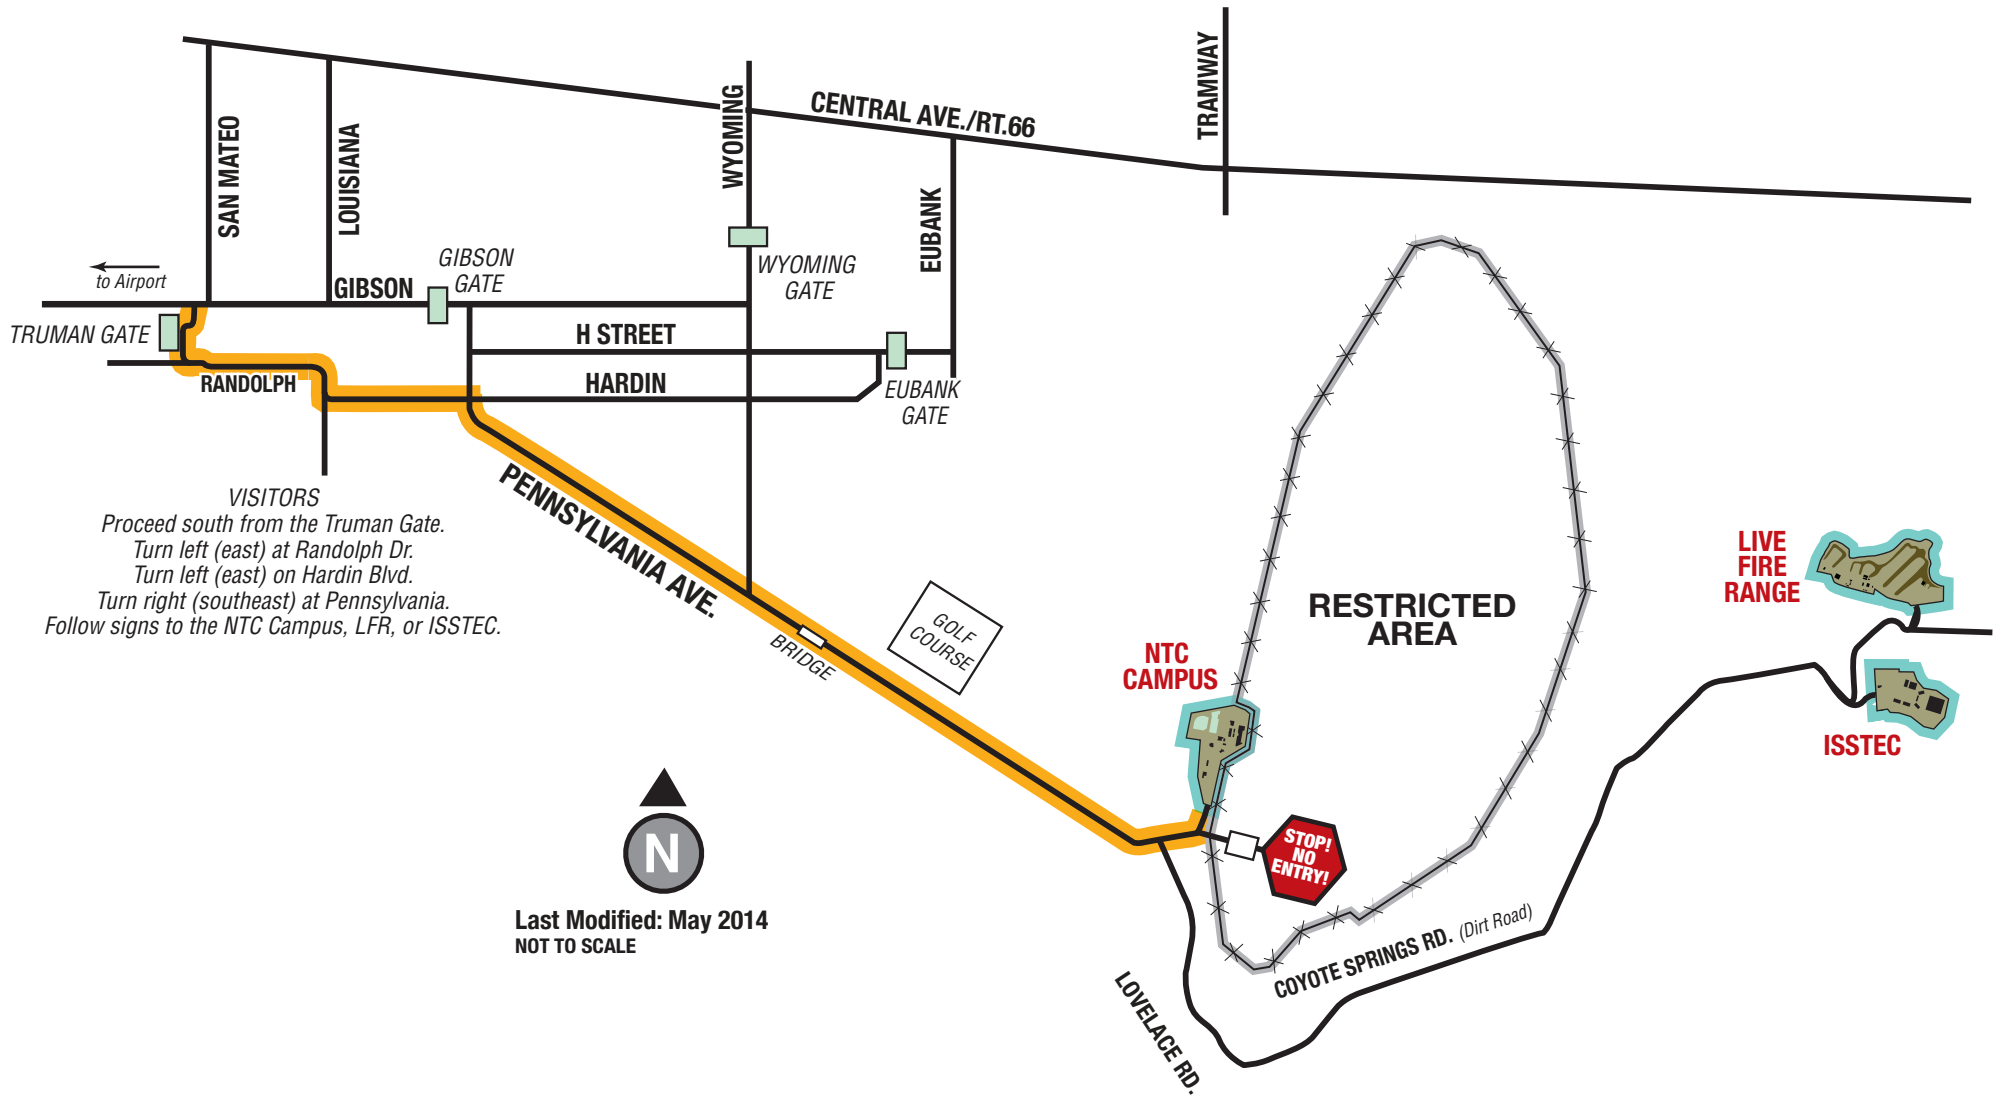 TRAMWAY
CENTRAL AVE./RT.66
SAN MATEO
LOUISIANA
WYOMING
EUBANK
to Airport
GIBSON
GIBSON
GATE
WYOMING
GATE
TRUMAN GATE
H STREET
RANDOLPH
HARDIN
EUBANK
GATE
VISITORS
Proceed south from the Truman Gate.
Turn left (east) at Randolph Dr.
Turn left (east) on Hardin Blvd.
Turn right (southeast) at Pennsylvania.
Follow signs to the NTC Campus, LFR, or ISSTEC.
PENNSYLVANIA AVE.
BRIDGE
GOLF
COURSE
NTC
CAMPUS
RESTRICTED
AREA
LIVE
FIRE
RANGE
ISSTEC
STOP!
NO
ENTRY!
N
Last Modified: May 2014
NOT TO SCALE
COYOTE SPRINGS RD. (Dirt Road)
LOVELACE RD.